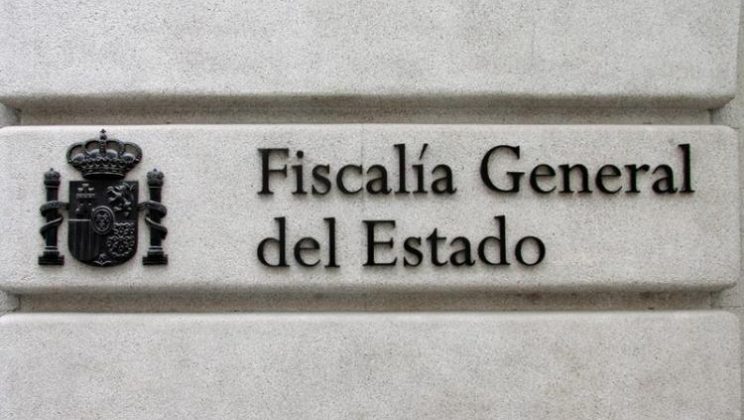 Fiscalía General
del Estado